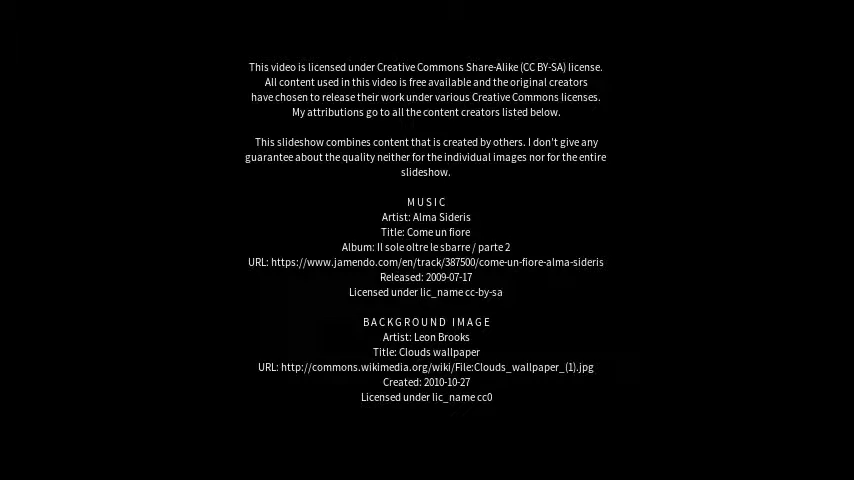 This video is licensed under Creative Commons Share-Alike (CC BY-SA) license.
All content used in this video is free available and the original creators
have chosen to release their work under various Creative Commons licenses.
My attributions go to all the content creators listed below.
This slideshow combines content that is created by others. I don't give any
guarantee about the quality neither for the individual images nor for the entire
slideshow.
MUSIC
Artist: Alma Sideris
Title: Come un fiore
Album: Il sole oltre le sbarre / parte 2
URL: https://www.jamendo.com/en/track/387500/come-un-fiore-alma-sideris
Released: 2009-07-17
Licensed under lic_name cc-by-sa
BACKGROUND IMAGE
Artist: Leon Brooks
Title: Clouds wallpaper
URL: http://commons.wikimedia.org/wiki/File:Clouds_wallpaper_(1).jpg
Created: 2010-10-27
Licensed under lic_name cc0